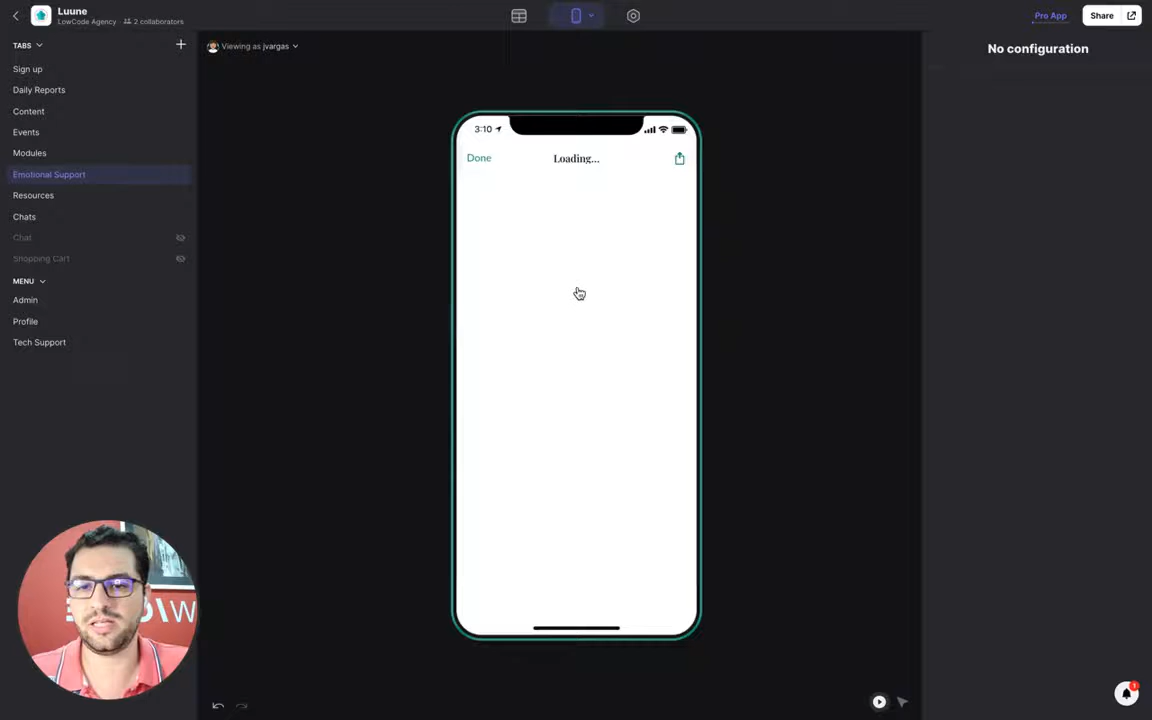 Luune
LowCode Agency 2 collaborators
Pro App
Share
TABS
Sign up
Daily Reports
Content
Events
Modules
Emotional Support
Resources
Chats
Chat
Shopping Cart
MENU
Admin
Profile
Tech Support
Viewing as jvargas
3:10
Done
Loading...
No configuration
1